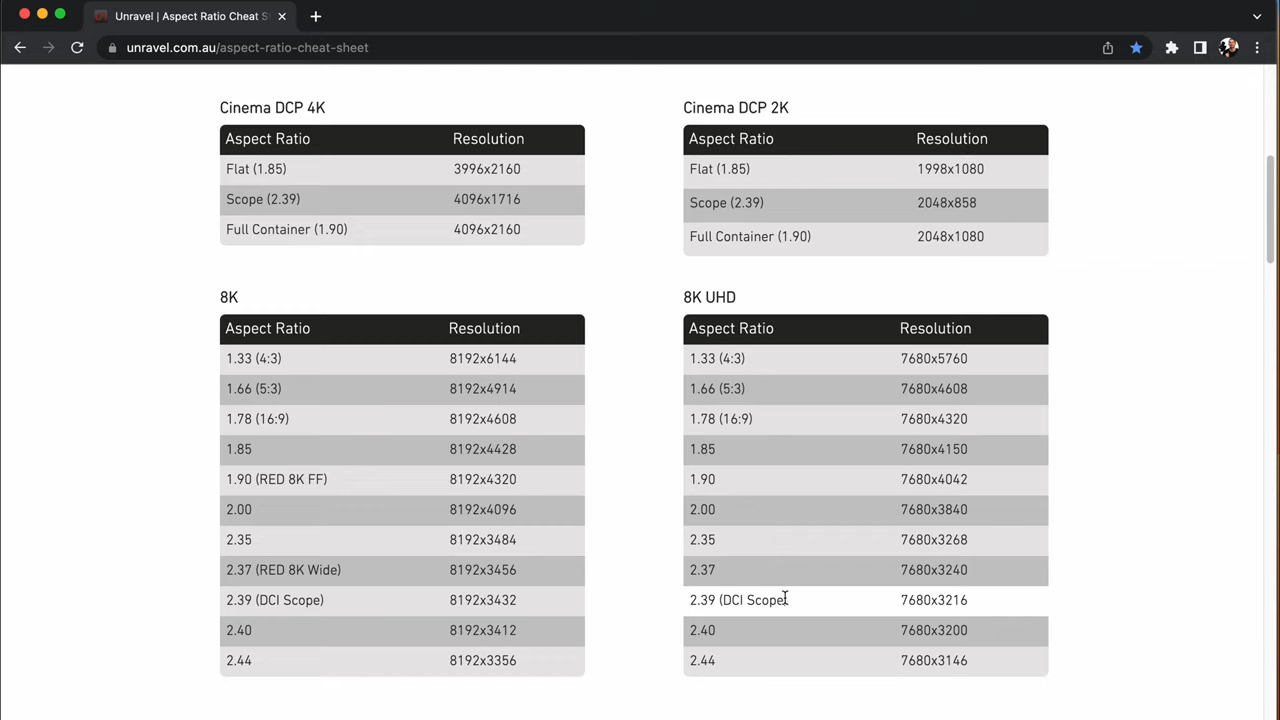 Unravel | Aspect Ratio Cheat S
unravel.com.au/aspect-ratio-cheat-sheet
Cinema DCP 4K
Aspect Ratio Resolution
Flat (1.85) 3996x2160
Scope (2.39) 4096x1716
Full Container (1.90) 4096x2160
Cinema DCP 2K
Aspect Ratio Resolution
Flat (1.85) 1998x1080
Scope (2.39) 2048x858
Full Container (1.90) 2048x1080
8K
Aspect Ratio Resolution
1.33 (4:3) 8192x6144
1.66 (5:3) 8192x4914
1.78 (16:9) 8192x4608
1.85 8192x4428
1.90 (RED 8K FF) 8192x4320
2.00 8192x4096
2.35 8192x3484
2.37 (RED 8K Wide) 8192x3456
2.39 (DCI Scope) 8192x3432
2.40 8192x3412
2.44 8192x3356
8K UHD
Aspect Ratio Resolution
1.33 (4:3) 7680x5760
1.66 (5:3) 7680x4608
1.78 (16:9) 7680x4320
1.85 7680x4150
1.90 7680x4042
2.00 7680x3840
2.35 7680x3268
2.37 7680x3240
2.39 (DCI Scope) 7680x3216
2.40 7680x3200
2.44 7680x3146